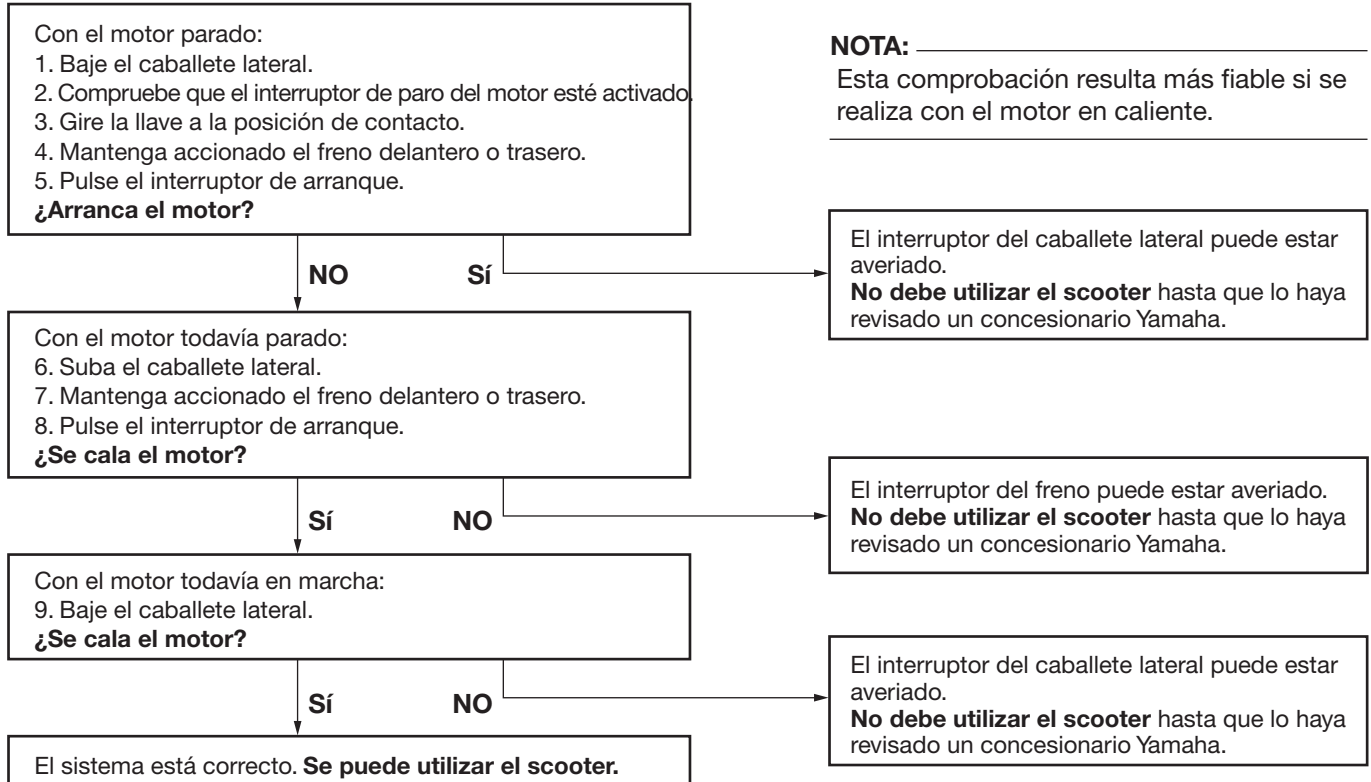 Con el motor parado:
1. Baje el caballete lateral.
2. Compruebe que el interruptor de paro del motor esté activado.
3. Gire la llave a la posición de contacto.
4. Mantenga accionado el freno delantero o trasero.
5. Pulse el interruptor de arranque.
¿Arranca el motor?
NOTA:
Esta comprobación resulta más fiable si se
realiza con el motor en caliente.
NO
Sí
El interruptor del caballete lateral puede estar
averiado.
No debe utilizar el scooter hasta que lo haya
revisado un concesionario Yamaha.
Con el motor todavía parado:
6. Suba el caballete lateral.
7. Mantenga accionado el freno delantero o trasero.
8. Pulse el interruptor de arranque.
¿Se cala el motor?
Sí
NO
El interruptor del freno puede estar averiado.
No debe utilizar el scooter hasta que lo haya
revisado un concesionario Yamaha.
Con el motor todavía en marcha:
9. Baje el caballete lateral.
¿Se cala el motor?
Sí
NO
El interruptor del caballete lateral puede estar
averiado.
No debe utilizar el scooter hasta que lo haya
revisado un concesionario Yamaha.
El sistema está correcto. Se puede utilizar el scooter.